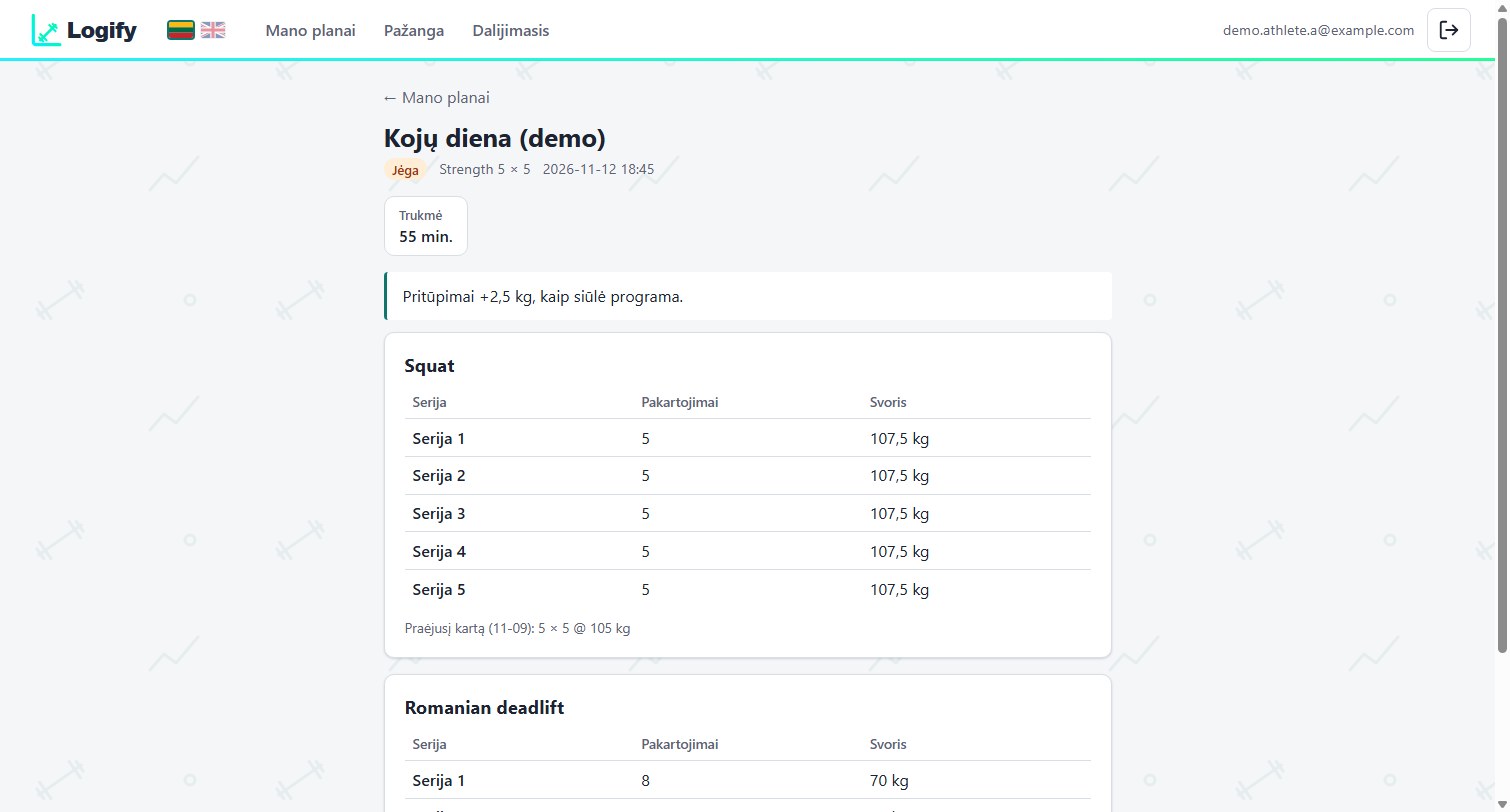 Logify Mano planai Pažanga Dalijimasis demo.athlete.a@example.com
← Mano planai
Kojų diena (demo)
Jėga Strength 5 × 5 2026-11-12 18:45
Trukmė
55 min.
Pritūpimai +2,5 kg, kaip siūlė programa.
Squat
Serija Pakartojimai Svoris
Serija 1 5 107,5 kg
Serija 2 5 107,5 kg
Serija 3 5 107,5 kg
Serija 4 5 107,5 kg
Serija 5 5 107,5 kg
Praėjusį kartą (11-09): 5 × 5 @ 105 kg
Romanian deadlift
Serija Pakartojimai Svoris
Serija 1 8 70 kg